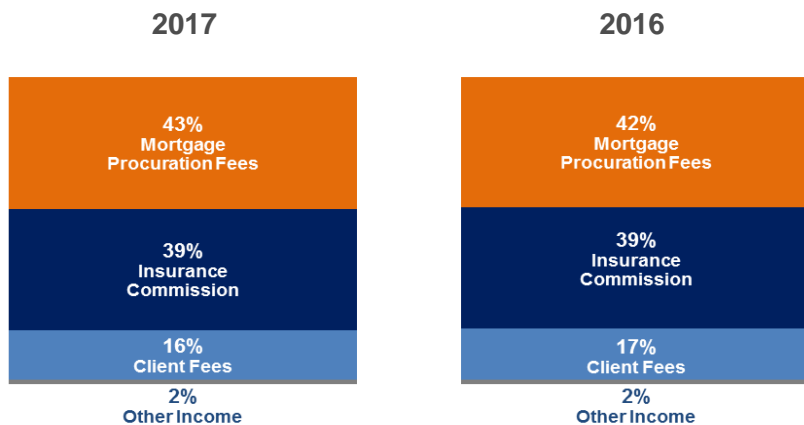 2017
43%
Mortgage
Procuration Fees
39%
Insurance
Commission
16%
Client Fees
2%
Other Income
2016
42%
Mortgage
Procuration Fees
39%
Insurance
Commission
17%
Client Fees
2%
Other Income